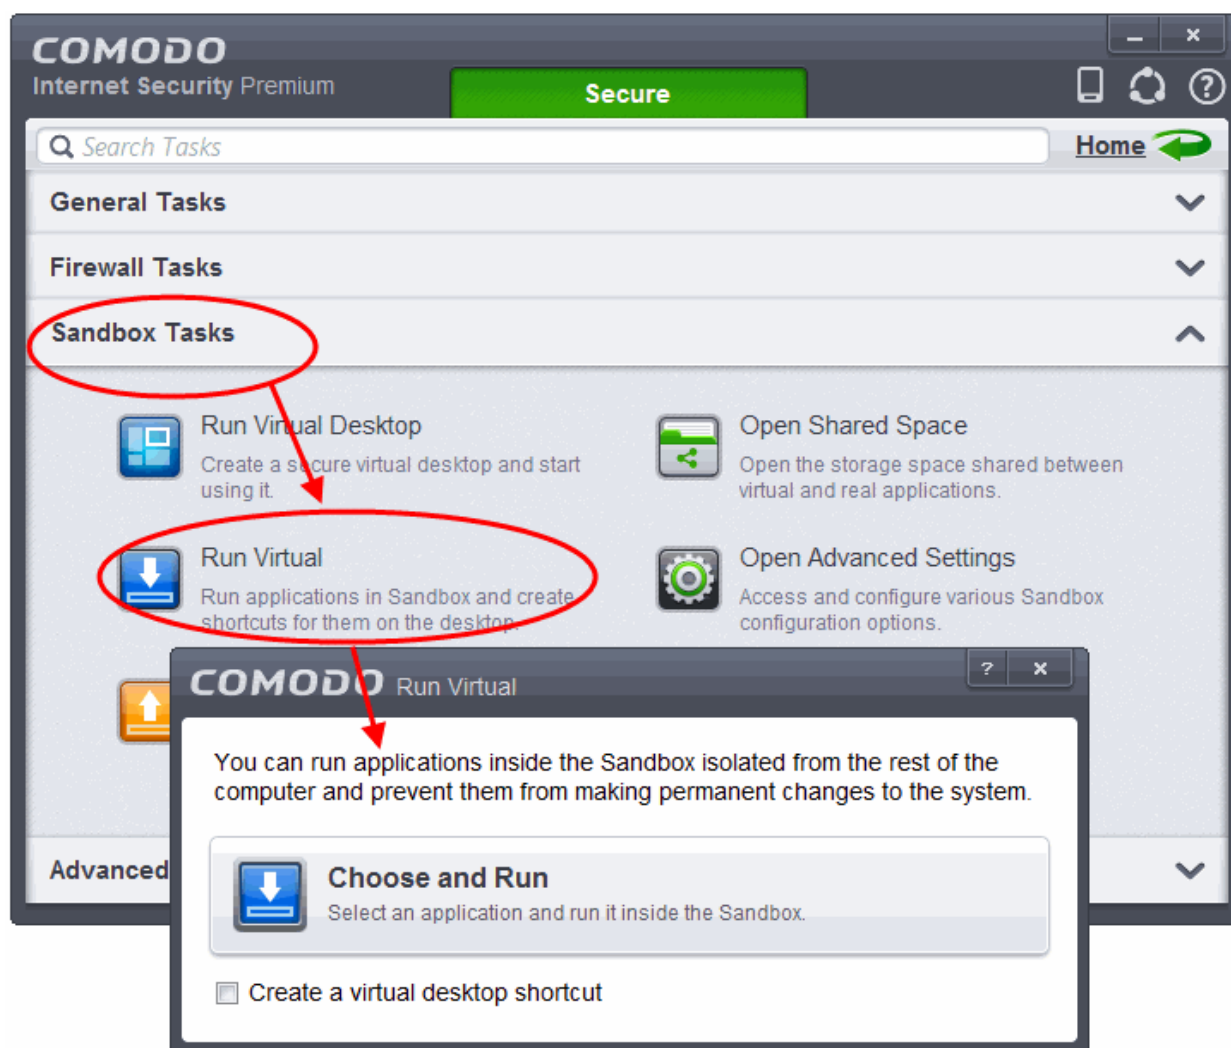 COMODO
Internet Security Premium
Secure
Search Tasks
Home
General Tasks
Firewall Tasks
Sandbox Tasks
Run Virtual Desktop
Create a secure virtual desktop and start
using it.
Open Shared Space
Open the storage space shared between
virtual and real applications.
Run Virtual
Run applications in Sandbox and create
shortcuts for them on the desktop.
Open Advanced Settings
Access and configure various Sandbox
configuration options.
COMODO Run Virtual
?
You can run applications inside the Sandbox isolated from the rest of the
computer and prevent them from making permanent changes to the system.
Advanced
Choose and Run
Select an application and run it inside the Sandbox.
Create a virtual desktop shortcut